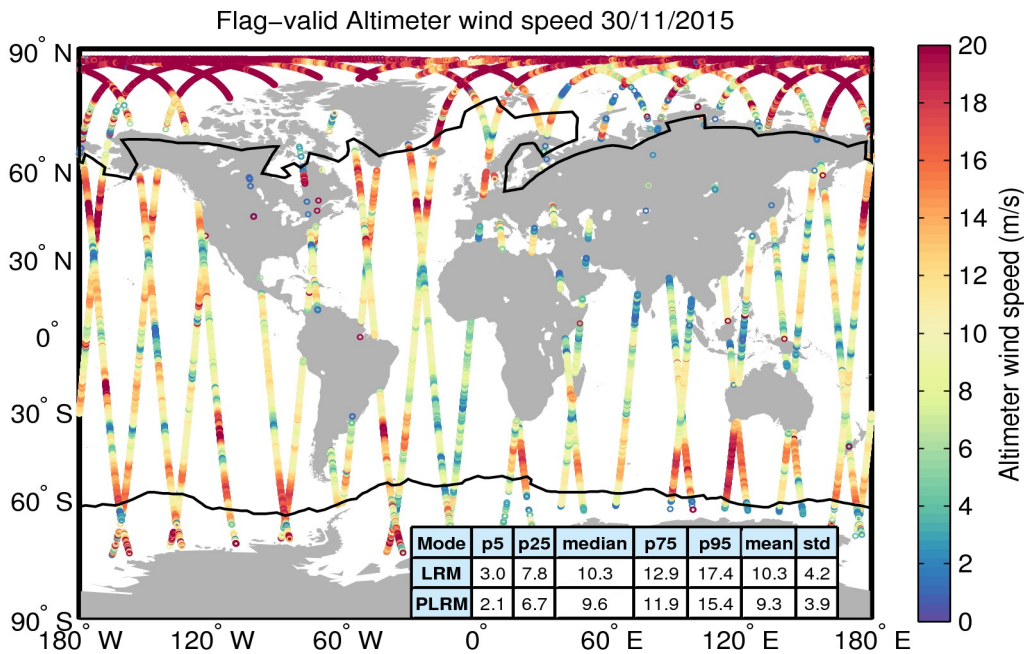 Flag−valid Altimeter wind speed 30/11/2015
90° N
60° N
30° N
0°
30° S
60° S
90° S
180° W
120° W
60° W
0°
60° E
120° E
180° E
Mode p5 p25 median p75 p95 mean std
LRM 3.0 7.8 10.3 12.9 17.4 10.3 4.2
PLRM 2.1 6.7 9.6 11.9 15.4 9.3 3.9
20
18
16
14
12
10
8
6
4
2
0
Altimeter wind speed (m/s)